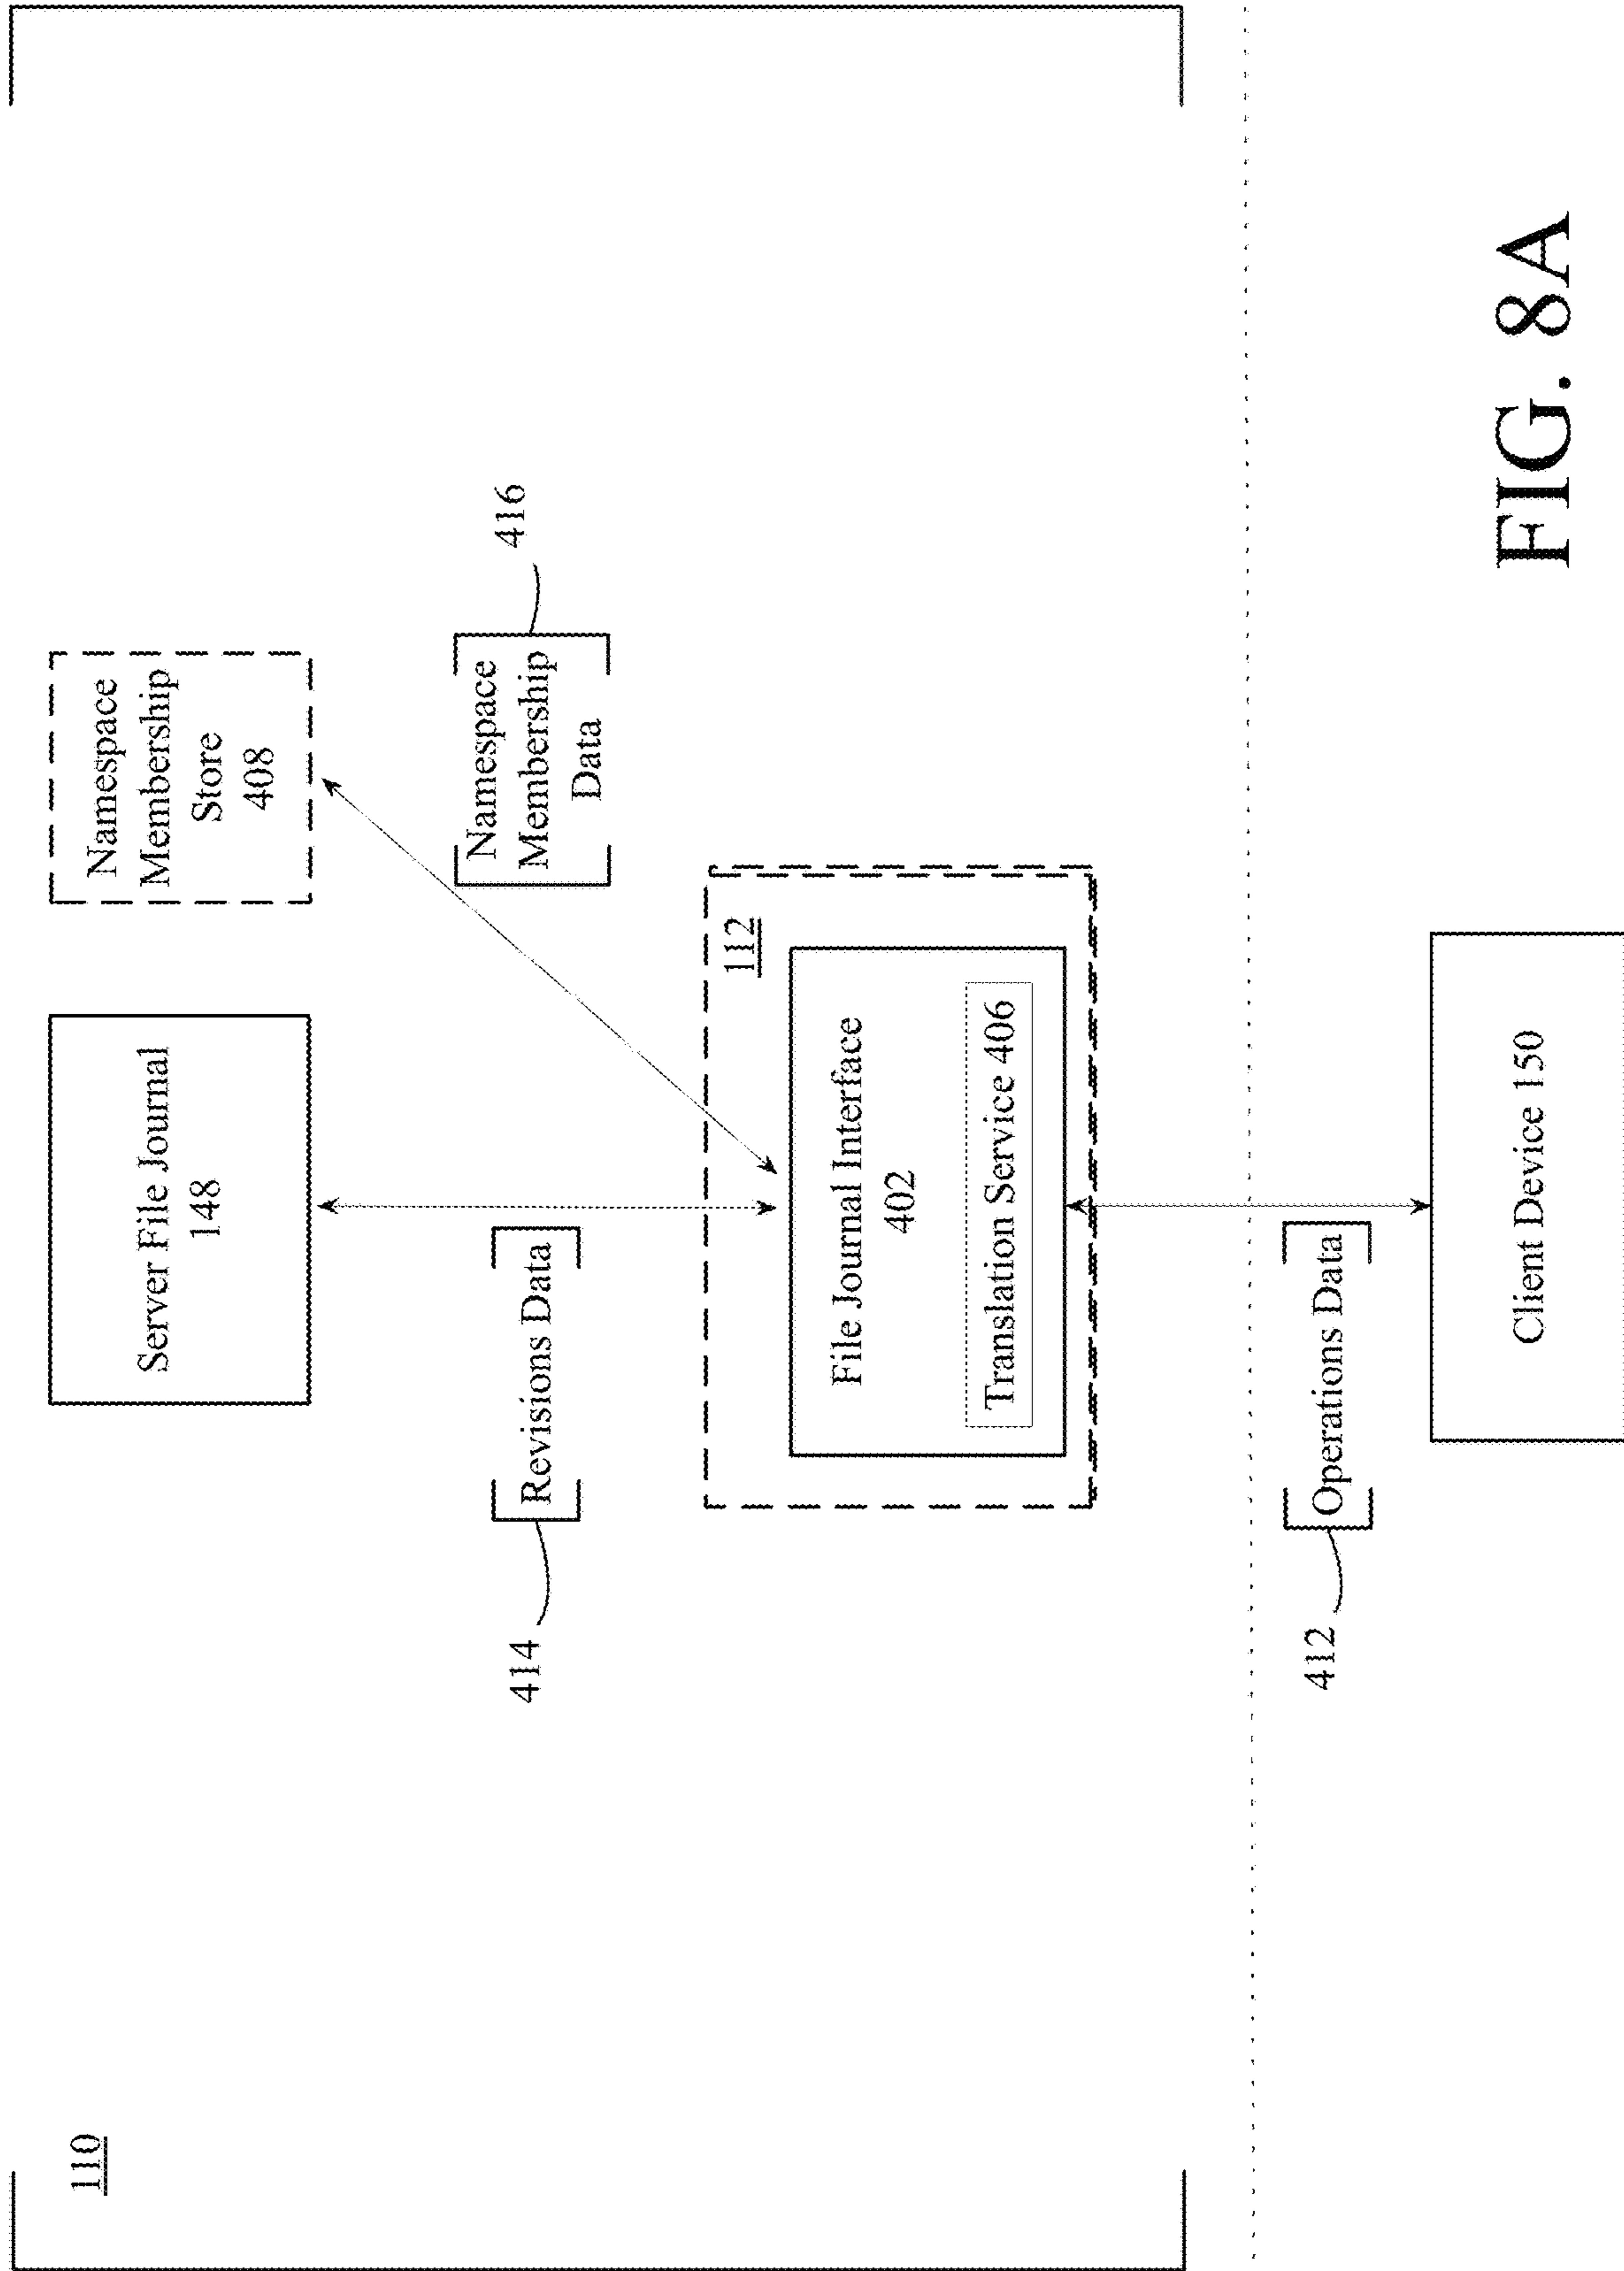 110
Server File Journal
148
Namespace
Membership
Store
408
414
Revisions Data
Namespace
Membership
Data
416
112
File Journal Interface
402
Translation Service 406
412
Operations Data
Client Device 150
FIG. 8A